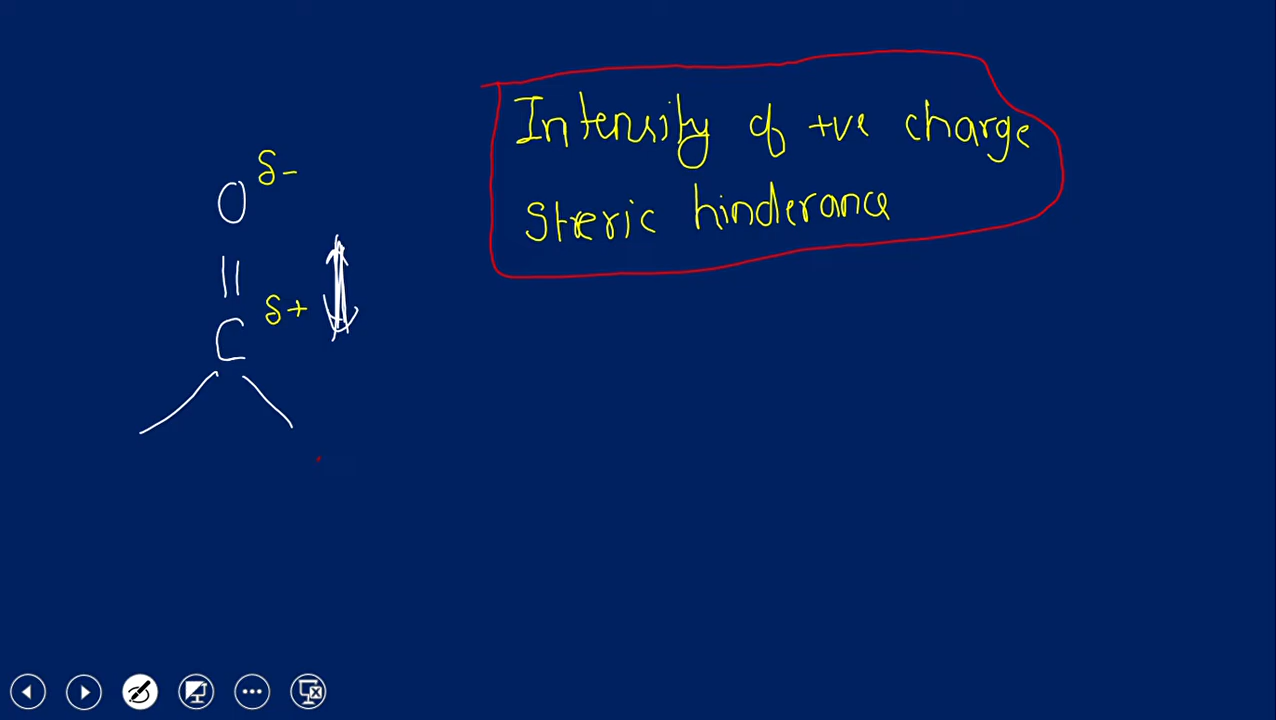 Intensity of +ve charge
Steric hinderance
O δ-
||
C δ+